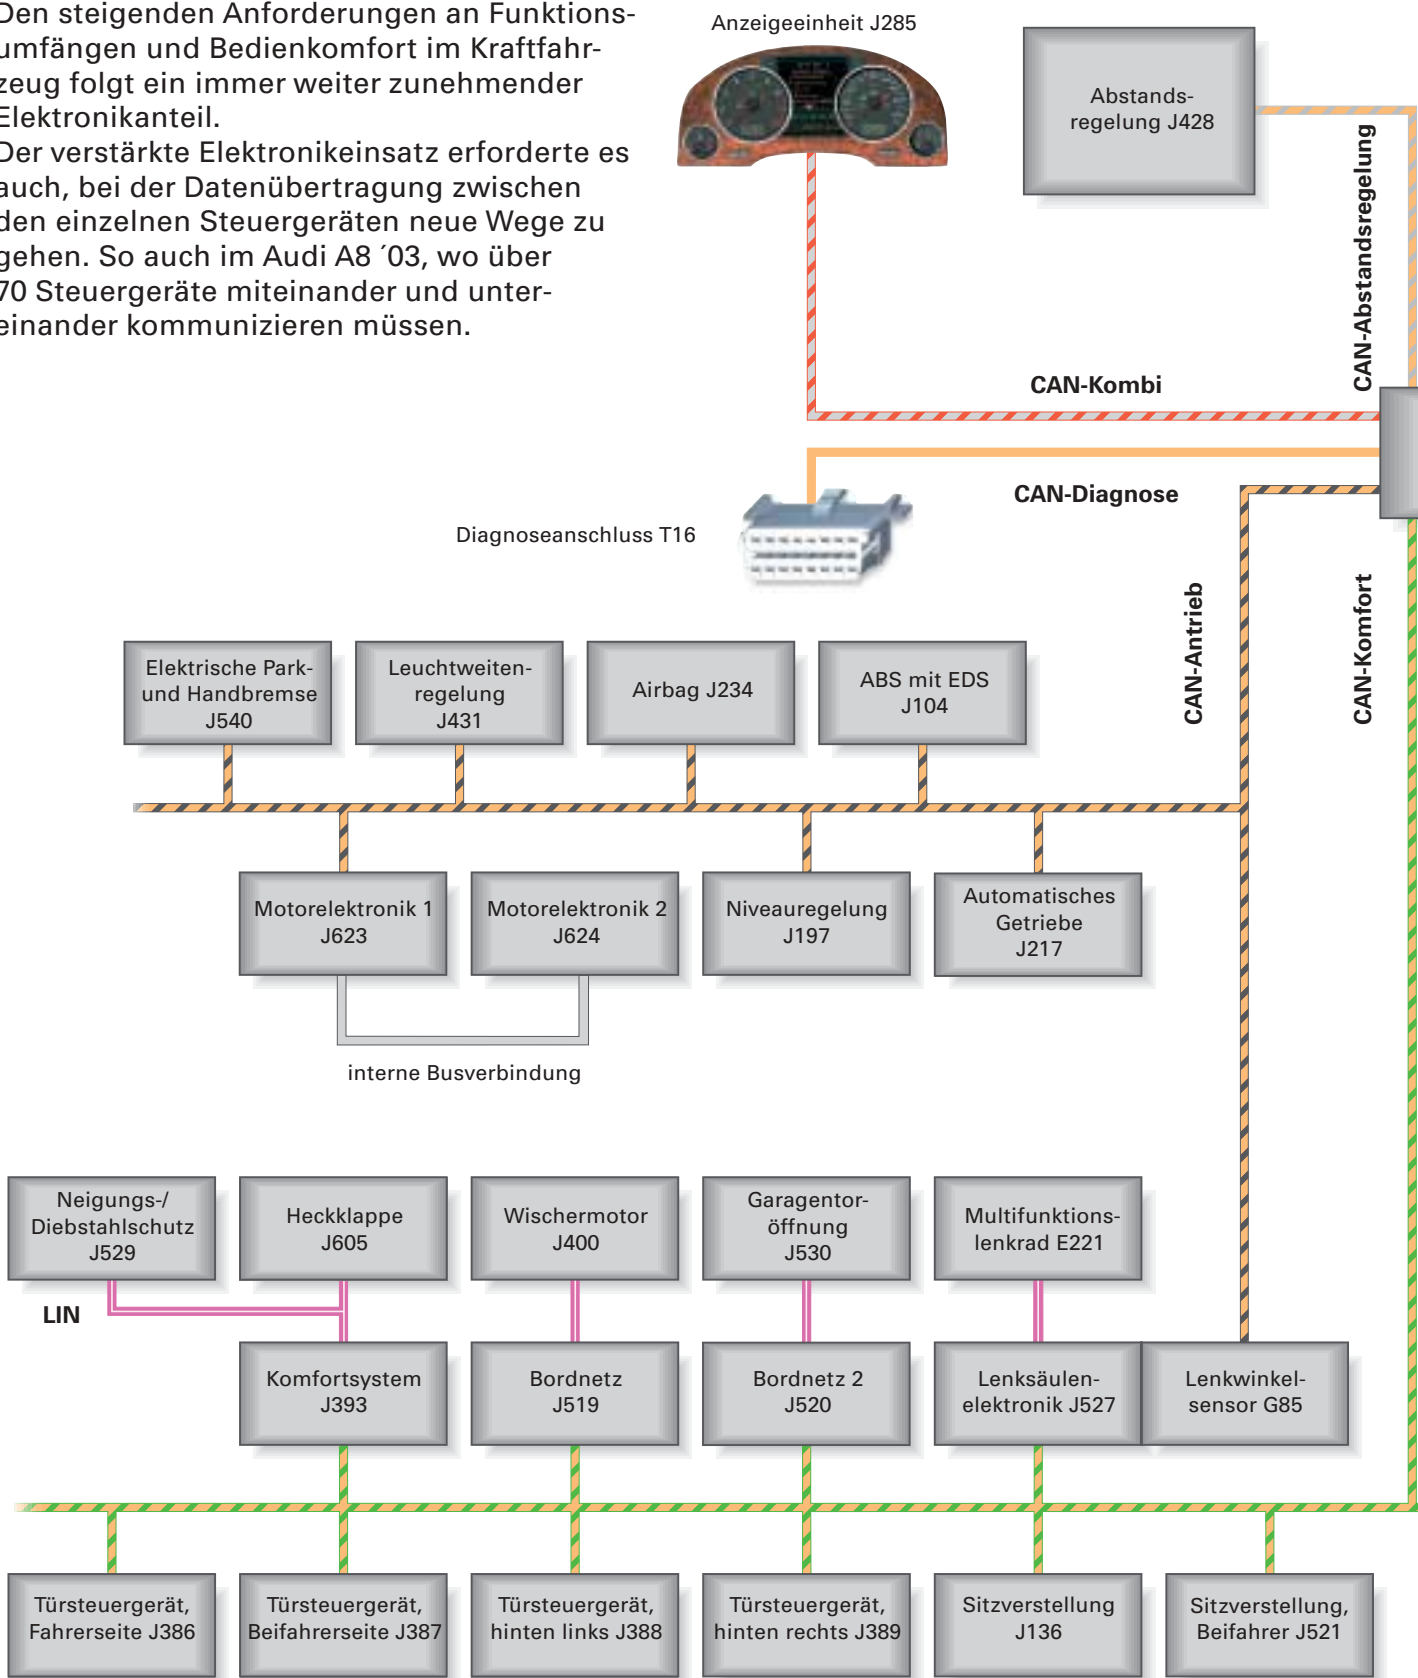 Den steigenden Anforderungen an Funktions-
umfängen und Bedienkomfort im Kraftfahr-
zeug folgt ein immer weiter zunehmender
Elektronikanteil.
Der verstärkte Elektronikeinsatz erforderte es
auch, bei der Datenübertragung zwischen
den einzelnen Steuergeräten neue Wege zu
gehen. So auch im Audi A8 ´03, wo über
70 Steuergeräte miteinander und unter-
einander kommunizieren müssen.
Anzeigeeinheit J285
Abstands-
regelung J428
CAN-Abstandsregelung
CAN-Kombi
CAN-Diagnose
Diagnoseanschluss T16
CAN-Antrieb
CAN-Komfort
Elektrische Park-
und Handbremse
J540
Leuchtweiten-
regelung
J431
Airbag J234
ABS mit EDS
J104
Motorelektronik 1
J623
Motorelektronik 2
J624
Niveauregelung
J197
Automatisches
Getriebe
J217
interne Busverbindung
Neigungs-/
Diebstahlschutz
J529
Heckklappe
J605
Wischermotor
J400
Garagentor-
öffnung
J530
Multifunktions-
lenkrad E221
LIN
Komfortsystem
J393
Bordnetz
J519
Bordnetz 2
J520
Lenksäulen-
elektronik J527
Lenkwinkel-
sensor G85
Türsteuergerät,
Fahrerseite J386
Türsteuergerät,
Beifahrerseite J387
Türsteuergerät,
hinten links J388
Türsteuergerät,
hinten rechts J389
Sitzverstellung
J136
Sitzverstellung,
Beifahrer J521